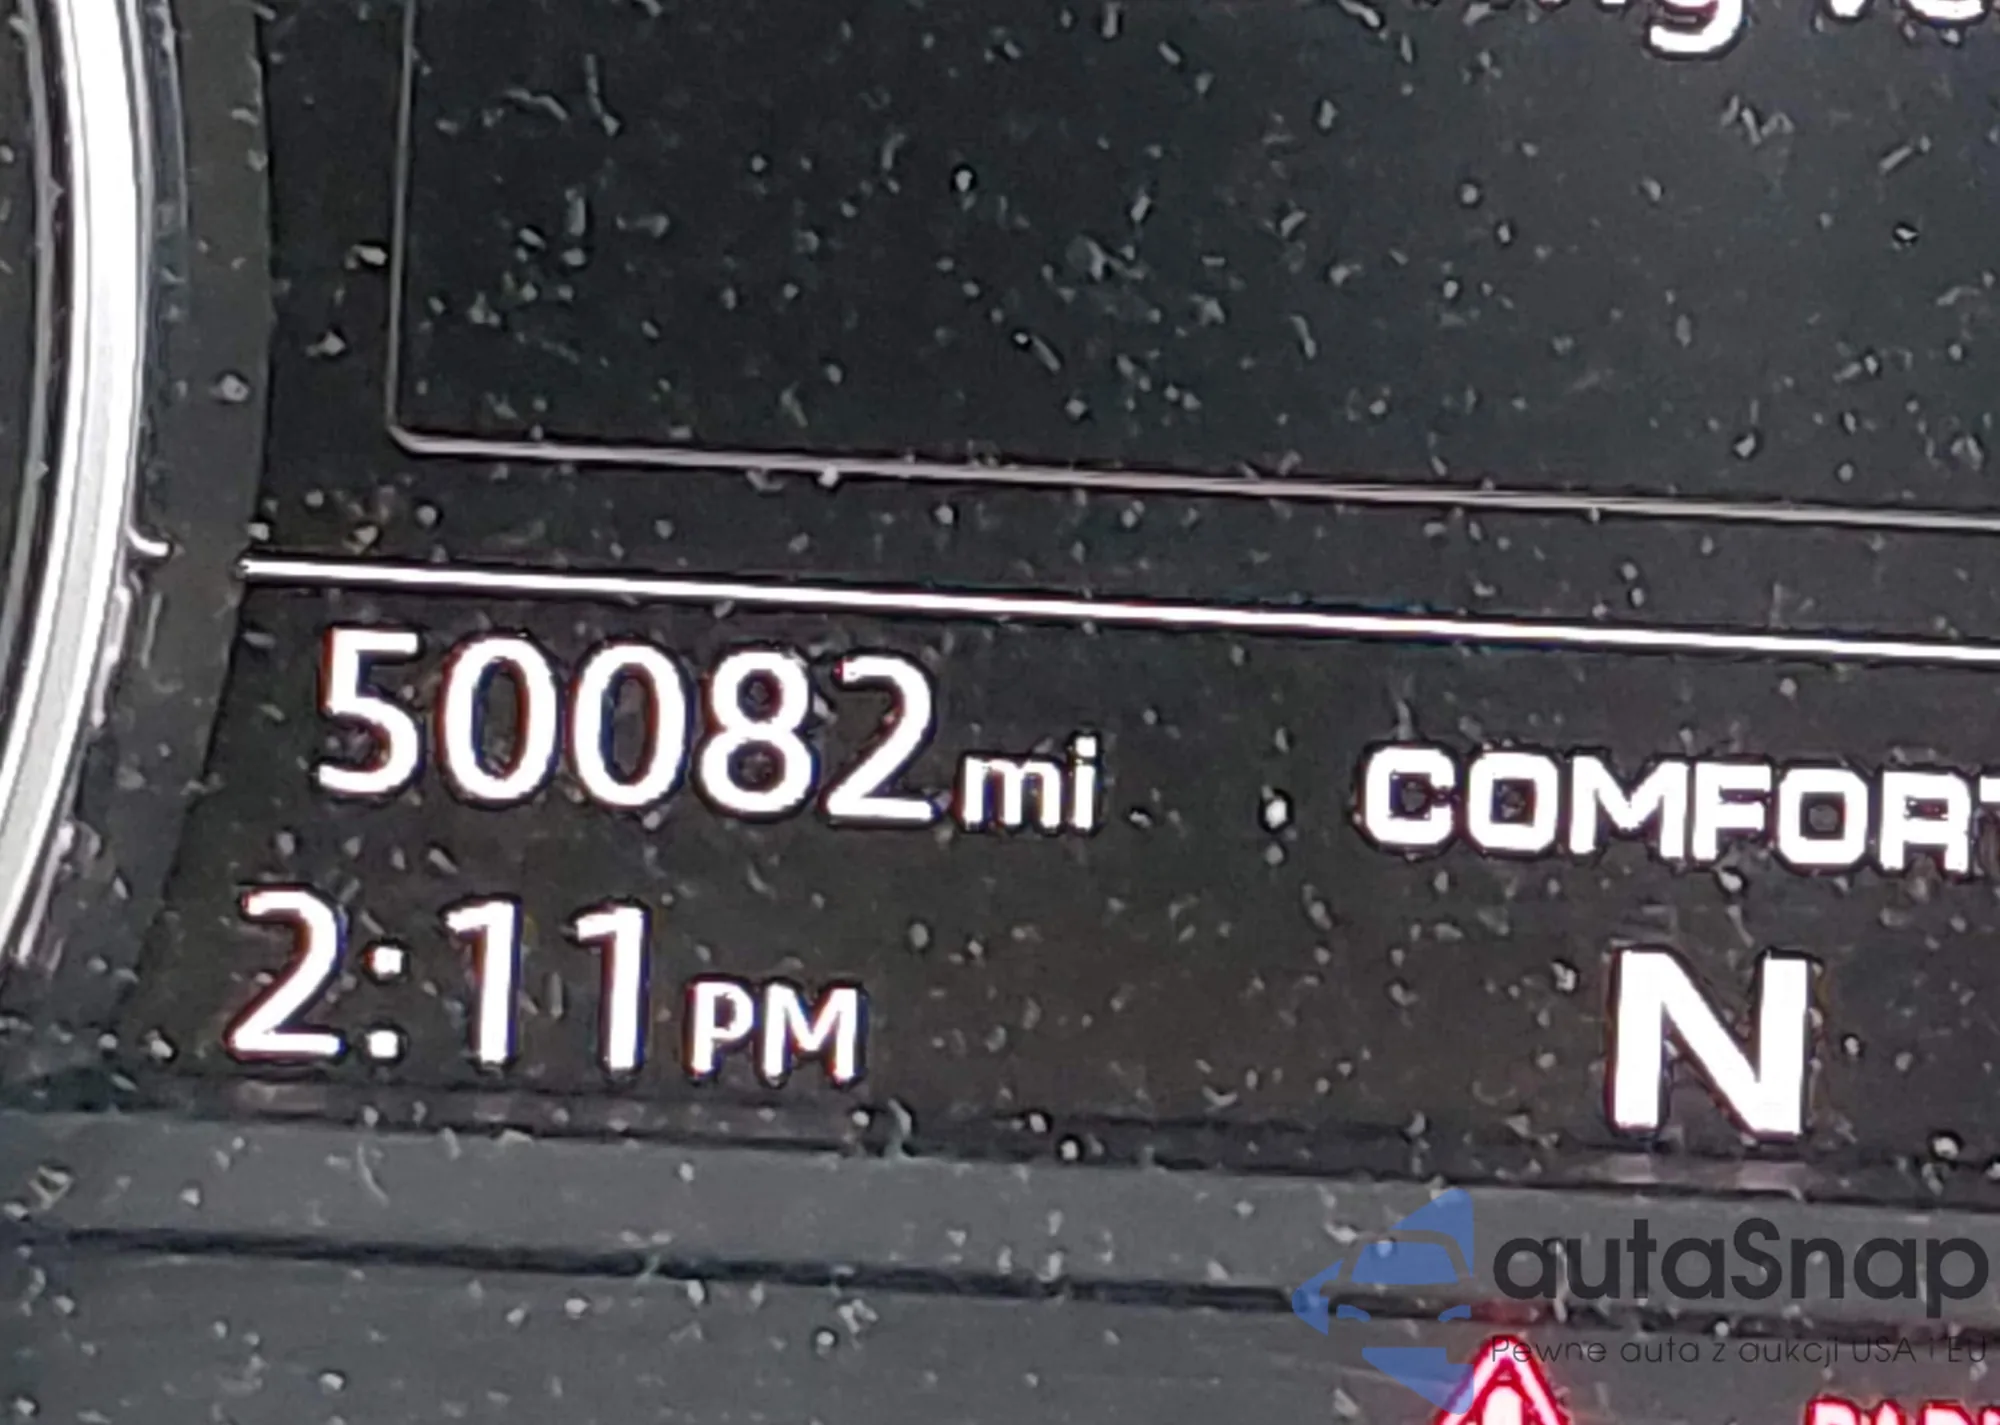 50082mi
COMFORT
2:11PM
N
autaSnap
Pewne auta z aukcji USA i EU